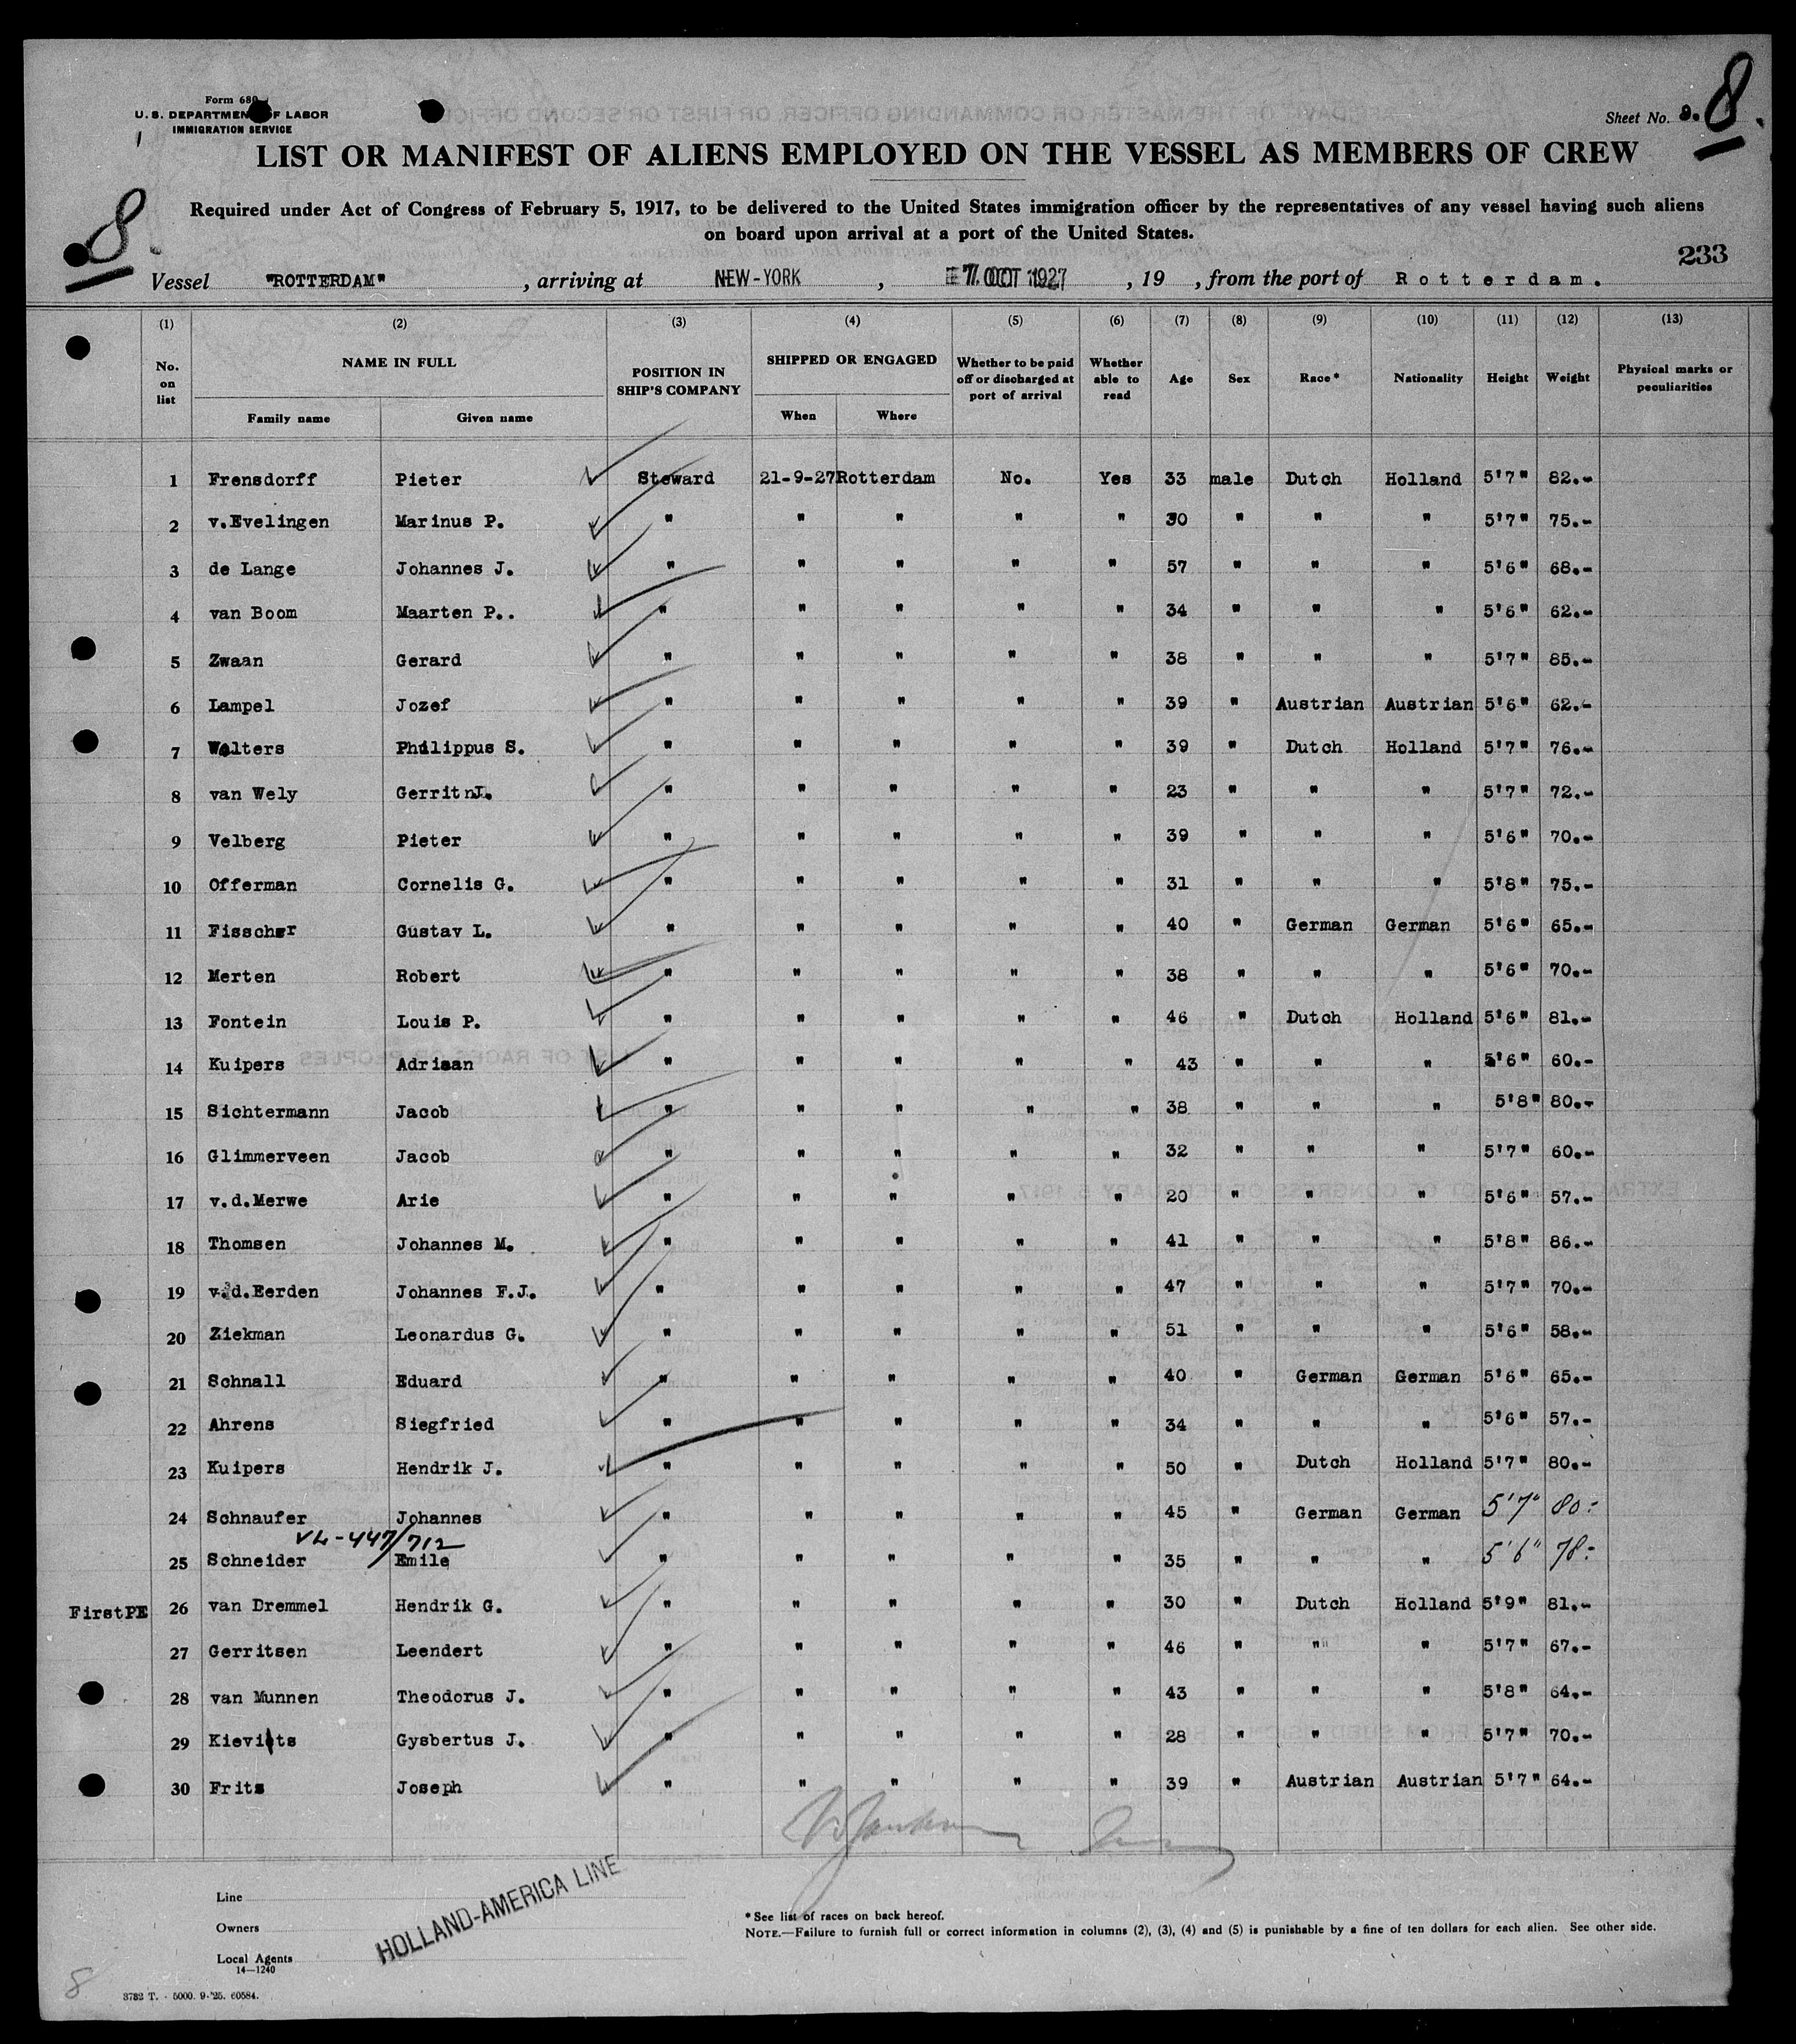 Form 680
U. S. DEPARTMENT OF LABOR
IMMIGRATION SERVICE
Sheet No. 9. 8.
LIST OR MANIFEST OF ALIENS EMPLOYED ON THE VESSEL AS MEMBERS OF CREW
8.
Required under Act of Congress of February 5, 1917, to be delivered to the United States immigration officer by the representatives of any vessel having such aliens
on board upon arrival at a port of the United States.
233
Vessel "ROTTERDAM" , arriving at NEW-YORK , 7. OCT 1927 , 19 , from the port of Rotterdam.
(1) (2) (3) (4) (5) (6) (7) (8) (9) (10) (11) (12) (13)
No. on list NAME IN FULL Family name Given name POSITION IN SHIP'S COMPANY SHIPPED OR ENGAGED When Where Whether to be paid off or discharged at port of arrival Whether able to read Age Sex Race* Nationality Height Weight Physical marks or peculiarities
1 Frensdorff Pieter Steward 21-9-27 Rotterdam No. Yes 33 male Dutch Holland 5'7" 82.-
2 v.Evelingen Marinus P. " " " " " 30 " " " 5'7" 75.-
3 de Lange Johannes J. " " " " " 57 " " " 5'6" 68.-
4 van Boom Maarten P.. " " " " " 34 " " " 5'6" 62.-
5 Zwaan Gerard " " " " " 38 " " " 5'7" 85.-
6 Lampel Jozef " " " " " 39 " Austrian Austrian 5'6" 62.-
7 Wolters Philippus S. " " " " " 39 " Dutch Holland 5'7" 76.-
8 van Wely Gerrit J. " " " " " 23 " " " 5'7" 72.-
9 Velberg Pieter " " " " " 39 " " " 5'6" 70.-
10 Offerman Cornelis G. " " " " " 31 " " " 5'8" 75.-
11 Fisscher Gustav L. " " " " " 40 " German German 5'6" 65.-
12 Merten Robert " " " " " 38 " " " 5'6" 70.-
13 Fontein Louis P. " " " " " 46 " Dutch Holland 5'6" 81.-
14 Kuipers Adriaan " " " " " 43 " " " 5'6" 60.-
15 Sichtermann Jacob " " " " " 38 " " " 5'8" 80.-
16 Glimmerveen Jacob " " " " " 32 " " " 5'7" 60.-
17 v.d.Merwe Arie " " " " " 20 " " " 5'6" 57.-
18 Thomsen Johannes M. " " " " " 41 " " " 5'8" 86.-
19 v.d.Eerden Johannes F.J. " " " " " 47 " " " 5'7" 70.-
20 Ziekman Leonardus G. " " " " " 51 " " " 5'6" 58.-
21 Schnall Eduard " " " " " 40 " German German 5'6" 65.-
22 Ahrens Siegfried " " " " " 34 " " " 5'6" 57.-
23 Kuipers Hendrik J. " " " " " 50 " Dutch Holland 5'7" 80.-
24 Schnaufer Johannes " " " " " 45 " German German 5'7" 80:
VL-447/712
25 Schneider Emile " " " " " 35 " " " 5'6" 78:
FirstPE 26 van Dremmel Hendrik G. " " " " " 30 " Dutch Holland 5'9" 81.-
27 Gerritsen Leendert " " " " " 46 " " " 5'7" 67.-
28 van Munnen Theodorus J. " " " " " 43 " " " 5'8" 64.-
29 Kievits Gysbertus J. " " " " " 28 " " " 5'7" 70.-
30 Frits Joseph " " " " " 39 " Austrian Austrian 5'7" 64.-
Line
Owners
Local Agents
HOLLAND-AMERICA LINE
14—1240
* See list of races on back hereof.
NOTE.—Failure to furnish full or correct information in columns (2), (3), (4) and (5) is punishable by a fine of ten dollars for each alien. See other side.
8
3782 T. - 5000. 9-'25. 60584.